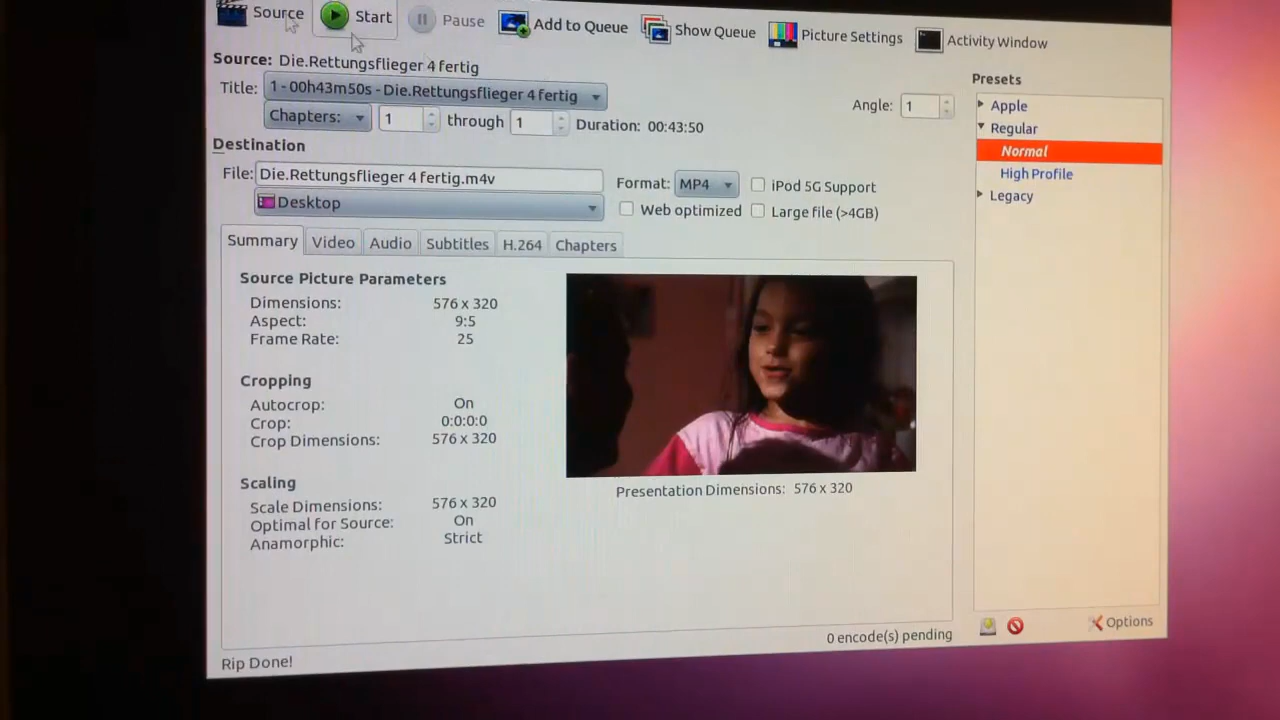 Source Start Pause Add to Queue Show Queue Picture Settings Activity Window
Source: Die.Rettungsflieger 4 fertig
Title: 1 - 00h43m50s - Die.Rettungsflieger 4 fertig
Angle: 1
Chapters: 1 through 1 Duration: 00:43:50
Destination
File: Die.Rettungsflieger 4 fertig.m4v
Format: MP4 iPod 5G Support
Desktop
Web optimized Large file (>4GB)
Summary Video Audio Subtitles H.264 Chapters
Source Picture Parameters
Dimensions: 576 x 320
Aspect: 9:5
Frame Rate: 25
Cropping
Autocrop: On
Crop: 0:0:0:0
Crop Dimensions: 576 x 320
Scaling
Scale Dimensions: 576 x 320
Optimal for Source: On
Anamorphic: Strict
Presentation Dimensions: 576 x 320
0 encode(s) pending
Rip Done!
Presets
Apple
Regular
Normal
High Profile
Legacy
Options